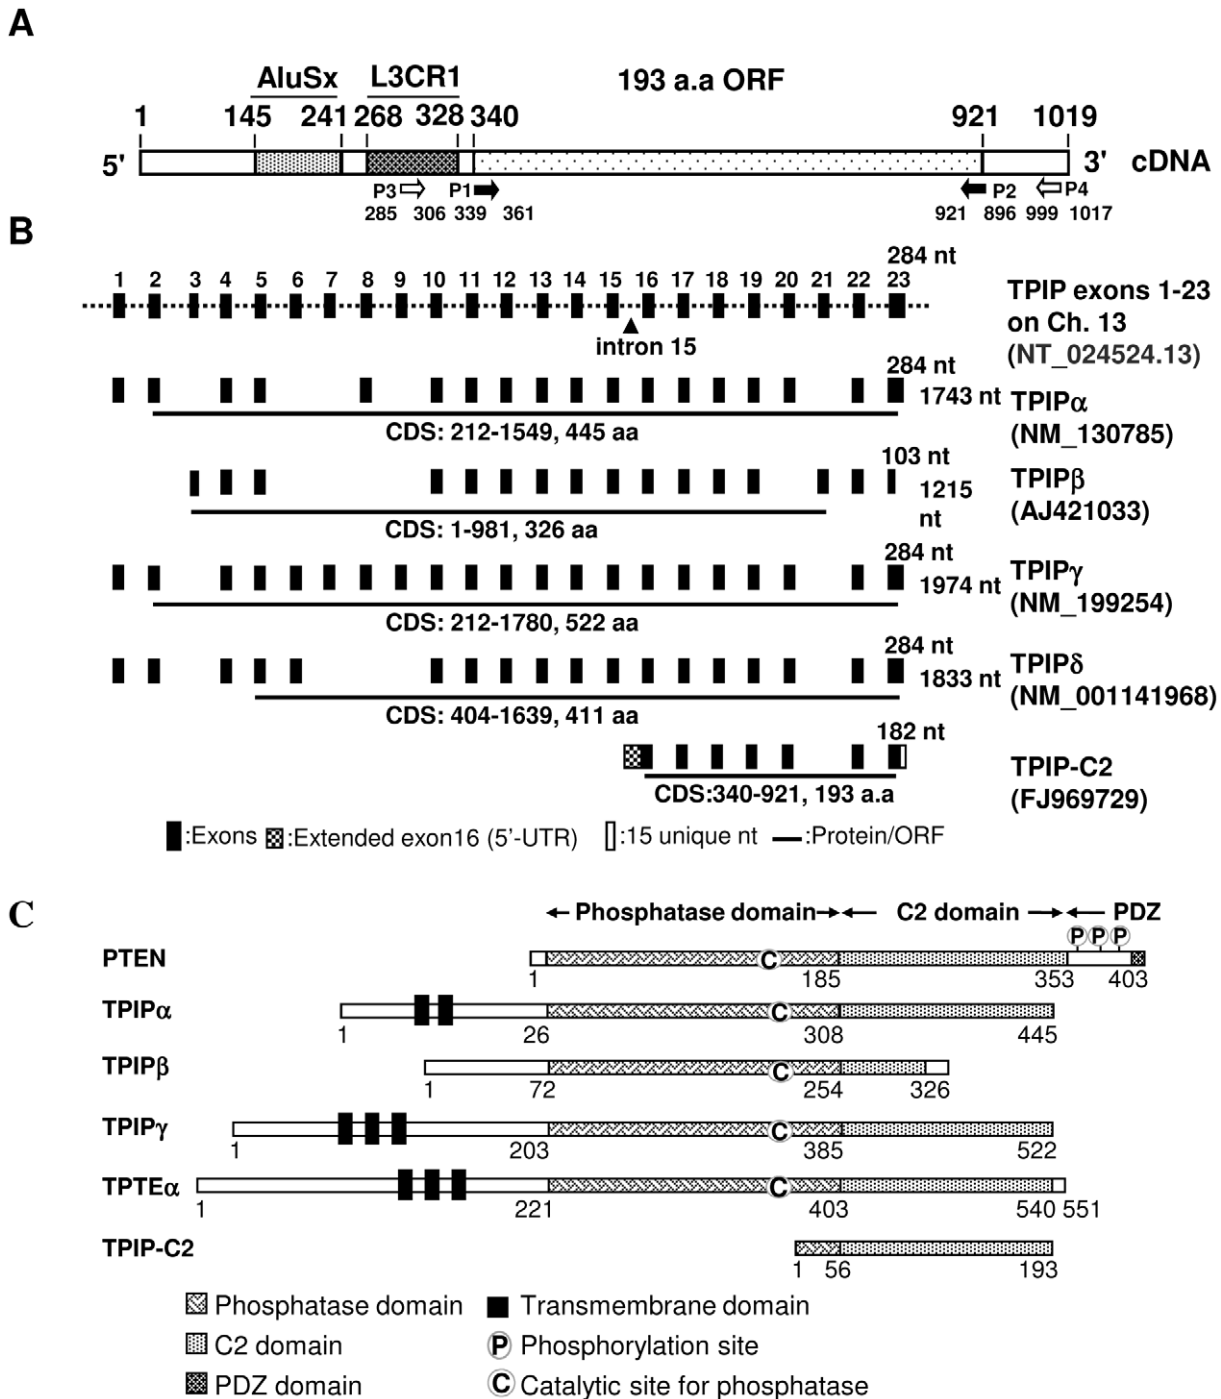 A
AluSx L3CR1 193 a.a ORF
1 145 241 268 328 340 921 1019
5' 3' cDNA
P3 P1 P2 P4
285 306 339 361 921 896 999 1017
B
284 nt
1 2 3 4 5 6 7 8 9 10 11 12 13 14 15 16 17 18 19 20 21 22 23
TPIP exons 1-23
on Ch. 13
(NT_024524.13)
intron 15
284 nt
1743 nt
TPIPα
(NM_130785)
CDS: 212-1549, 445 aa
103 nt
1215
nt
TPIPβ
(AJ421033)
CDS: 1-981, 326 aa
284 nt
1974 nt
TPIPγ
(NM_199254)
CDS: 212-1780, 522 aa
284 nt
1833 nt
TPIPδ
(NM_001141968)
CDS: 404-1639, 411 aa
182 nt
TPIP-C2
(FJ969729)
CDS:340-921, 193 a.a
:Exons :Extended exon16 (5'-UTR) :15 unique nt :Protein/ORF
C
Phosphatase domain C2 domain PDZ
P P P
PTEN C
1 185 353 403
TPIPα C
1 26 308 445
TPIPβ C
1 72 254 326
TPIPγ C
1 203 385 522
TPTEα C
1 221 403 540 551
TPIP-C2
1 56 193
Phosphatase domain Transmembrane domain
C2 domain P Phosphorylation site
PDZ domain C Catalytic site for phosphatase